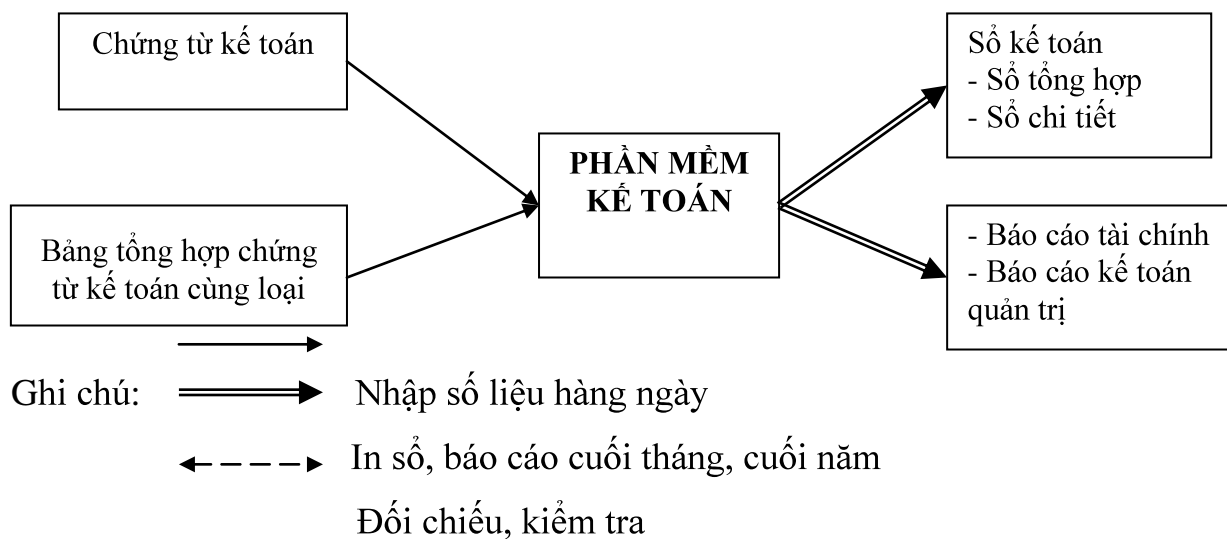 Chứng từ kế toán
Bảng tổng hợp chứng
từ kế toán cùng loại
PHẦN MỀM
KẾ TOÁN
Sổ kế toán
- Sổ tổng hợp
- Sổ chi tiết
- Báo cáo tài chính
- Báo cáo kế toán
quản trị
Ghi chú:
Nhập số liệu hàng ngày
In sổ, báo cáo cuối tháng, cuối năm
Đối chiếu, kiểm tra